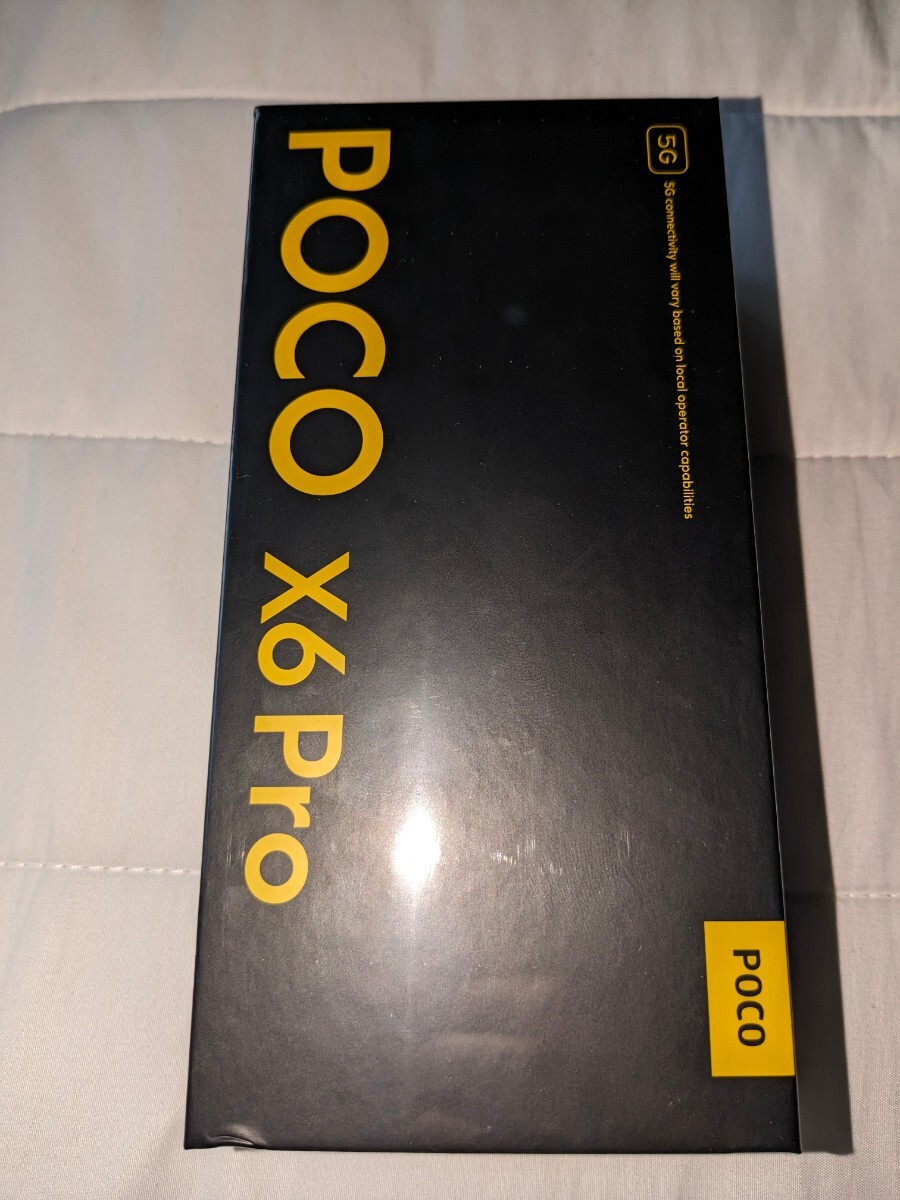 5G
5G connectivity will vary based on local operator capabilities
POCO
POCO X6 Pro